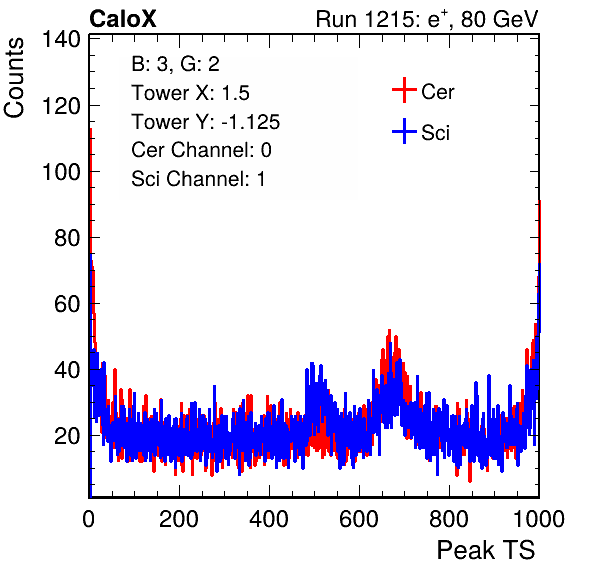 CaloX Run 1215: e⁺, 80 GeV
B: 3, G: 2
Tower X: 1.5
Tower Y: -1.125
Cer Channel: 0
Sci Channel: 1
Cer
Sci
Counts
140
120
100
80
60
40
20
0 200 400 600 800 1000
Peak TS